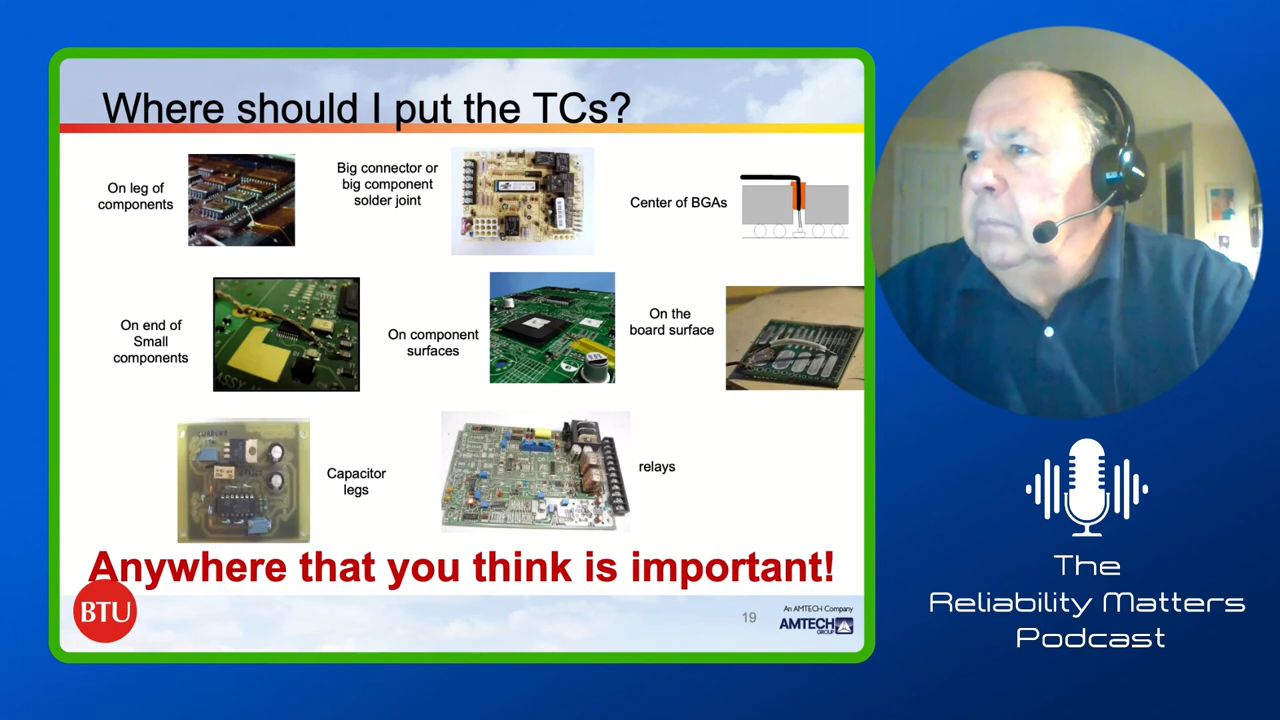 Where should I put the TCs?
On leg of
components
Big connector or
big component
solder joint
Center of BGAs
On end of
Small
components
On component
surfaces
On the
board surface
Capacitor
legs
relays
Anywhere that you think is important!
BTU
19
An AMTECH Company
AMTECH
GROUP
The
Reliability Matters
Podcast